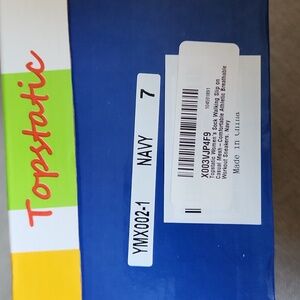 Topstatic
YMX002-1 NAVY 7
X003VJP4F9
Topstatic Women's Sock Walking Slip on
Casual Mesh – Comfortable Athletic Breathable
Workout Sneakers, Navy
Made in China